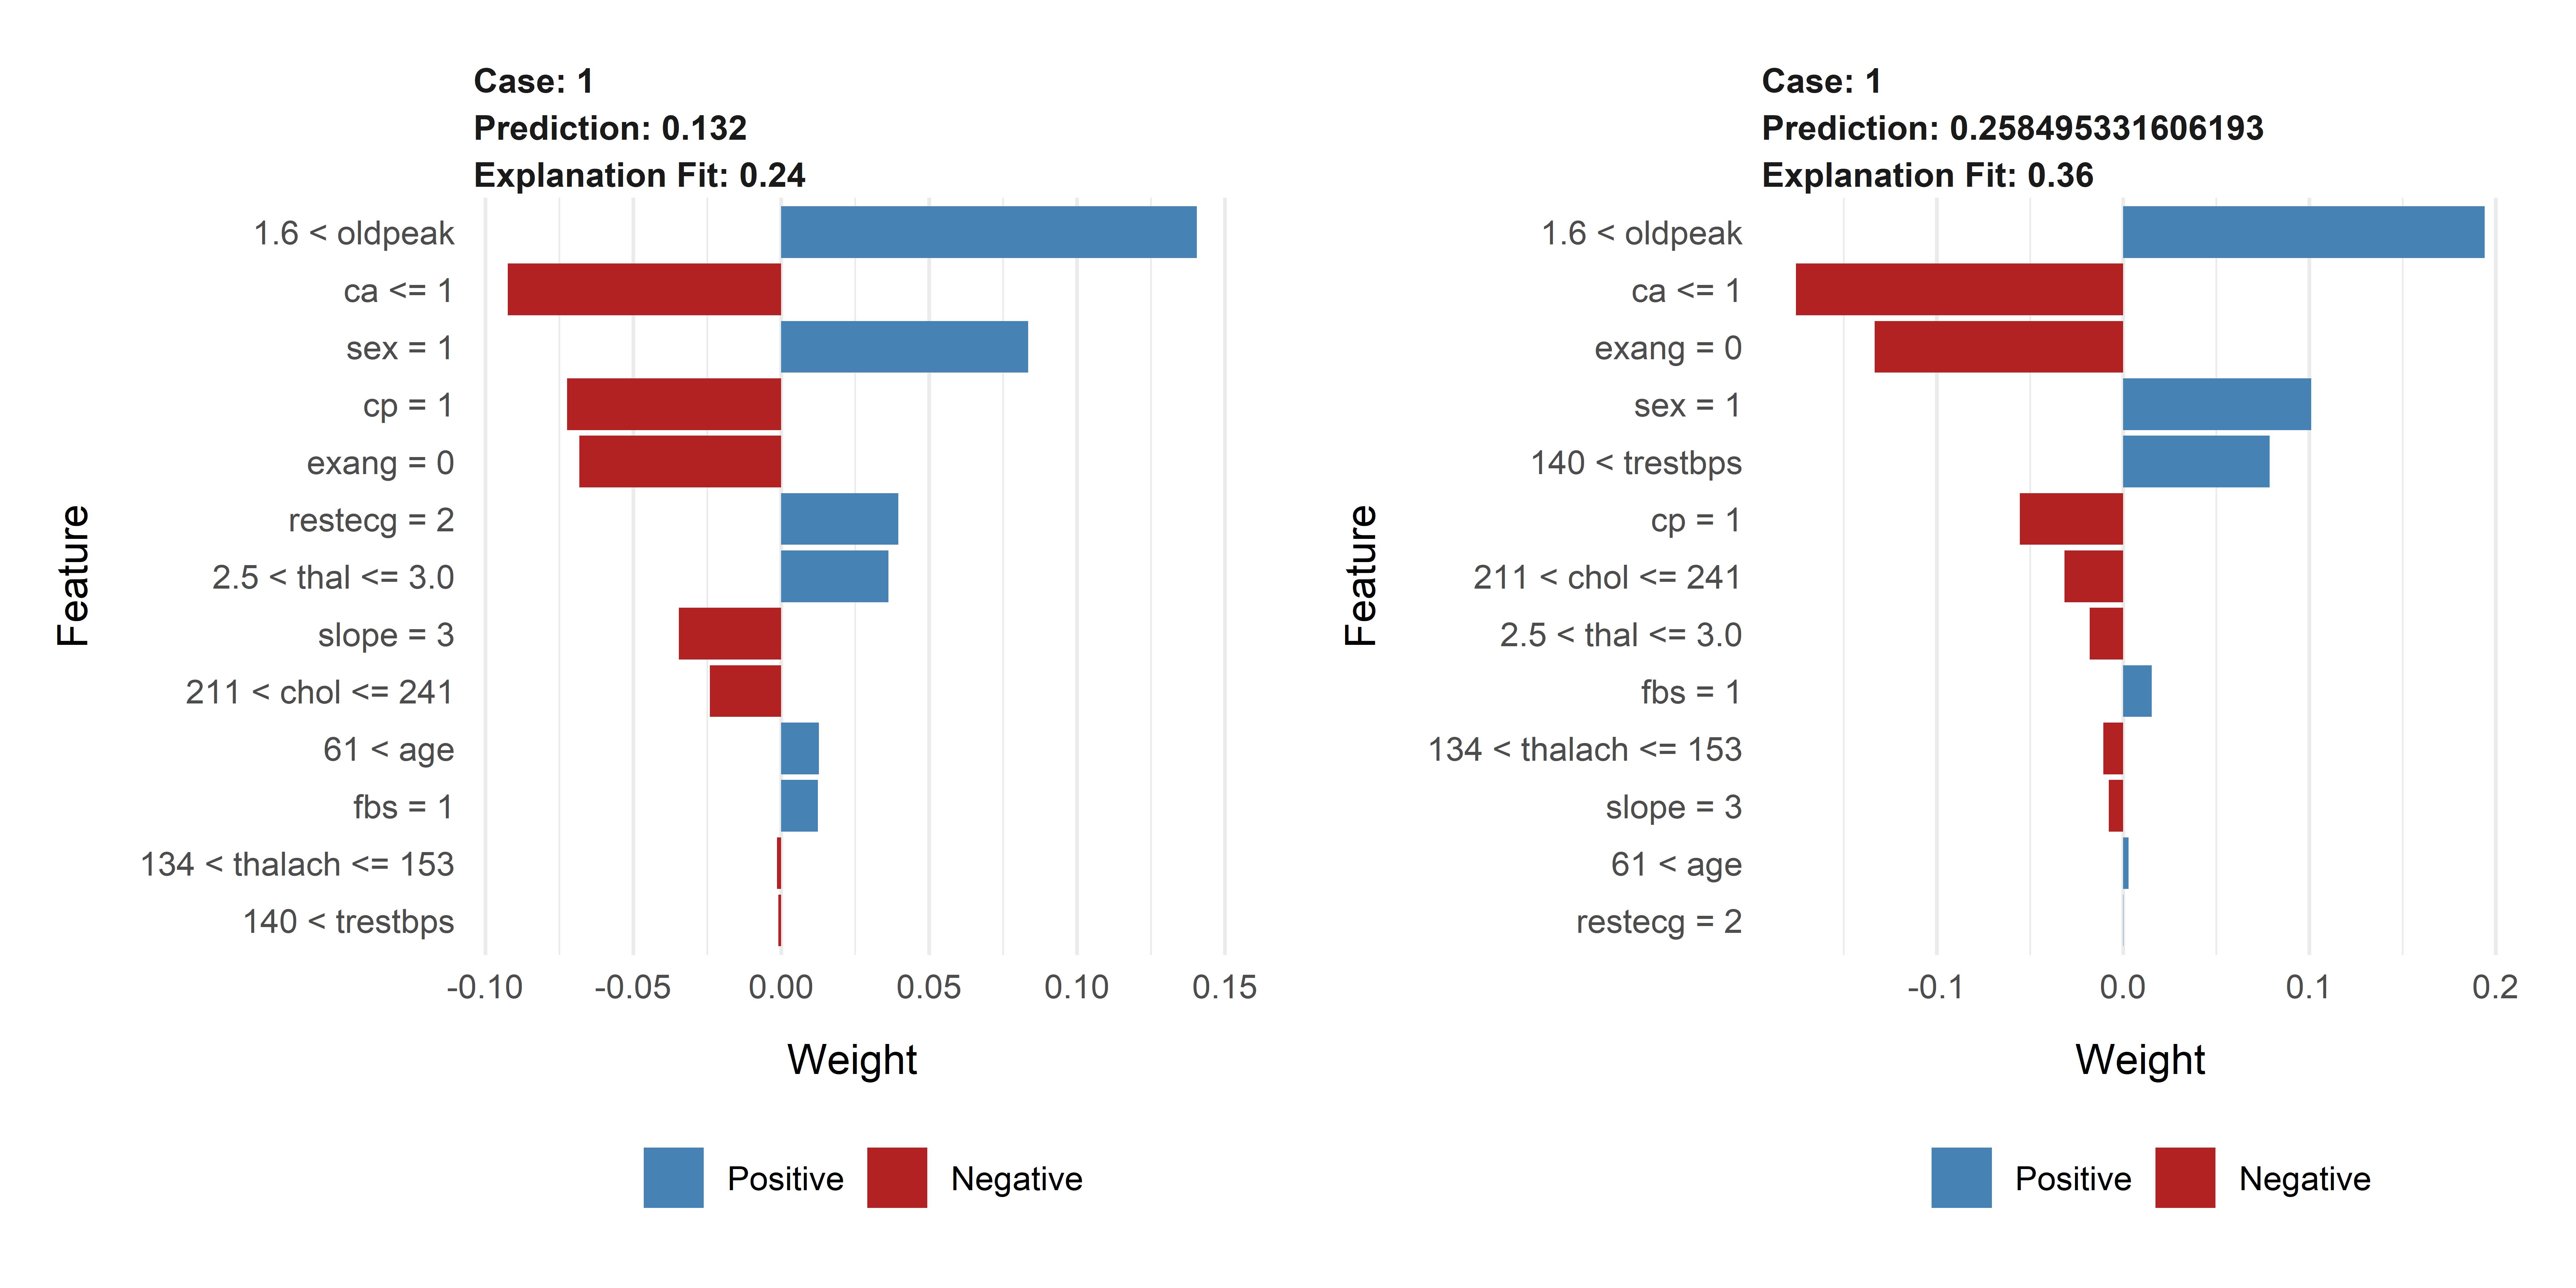 Case: 1
Prediction: 0.132
Explanation Fit: 0.24
Feature
1.6 < oldpeak
ca <= 1
sex = 1
cp = 1
exang = 0
restecg = 2
2.5 < thal <= 3.0
slope = 3
211 < chol <= 241
61 < age
fbs = 1
134 < thalach <= 153
140 < trestbps
-0.10 -0.05 0.00 0.05 0.10 0.15
Weight
Positive Negative
Case: 1
Prediction: 0.258495331606193
Explanation Fit: 0.36
Feature
1.6 < oldpeak
ca <= 1
exang = 0
sex = 1
140 < trestbps
cp = 1
211 < chol <= 241
2.5 < thal <= 3.0
fbs = 1
134 < thalach <= 153
slope = 3
61 < age
restecg = 2
-0.1 0.0 0.1 0.2
Weight
Positive Negative